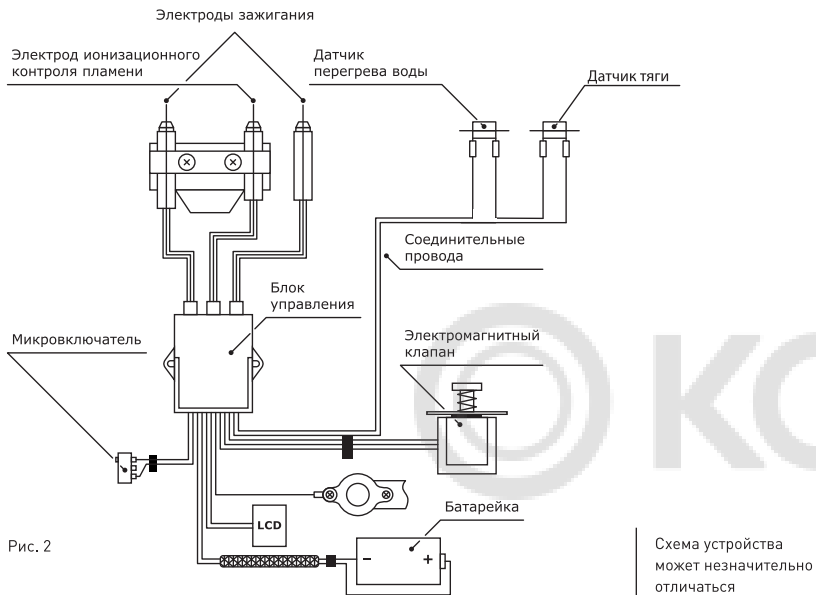 Электроды зажигания
Электрод ионизационного
контроля пламени
Датчик
перегрева воды
Датчик тяги
Соединительные
провода
Блок
управления
Микровключатель
Электромагнитный
клапан
LCD
Батарейка
− +
Рис. 2
Схема устройства
может незначительно
отличаться